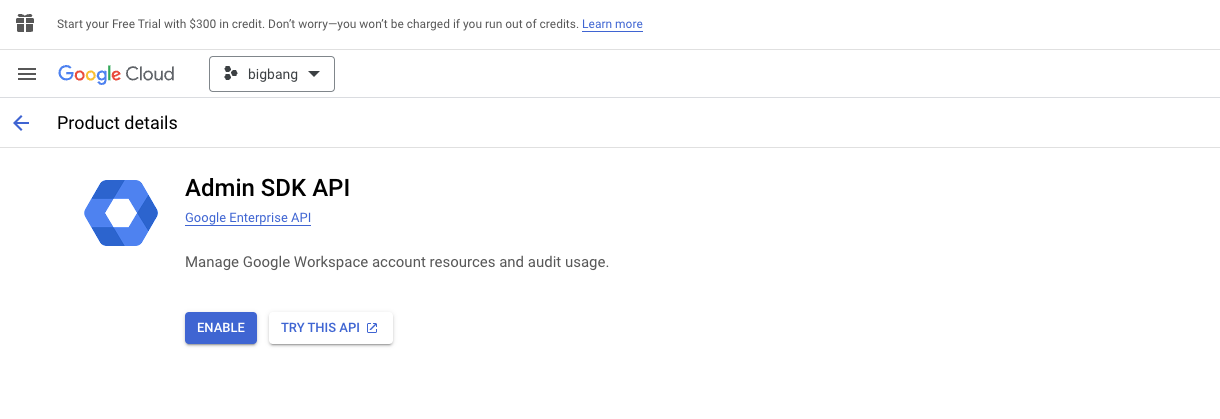 Start your Free Trial with $300 in credit. Don’t worry—you won’t be charged if you run out of credits. Learn more
Google Cloud
bigbang
Product details
Admin SDK API
Google Enterprise API
Manage Google Workspace account resources and audit usage.
ENABLE
TRY THIS API